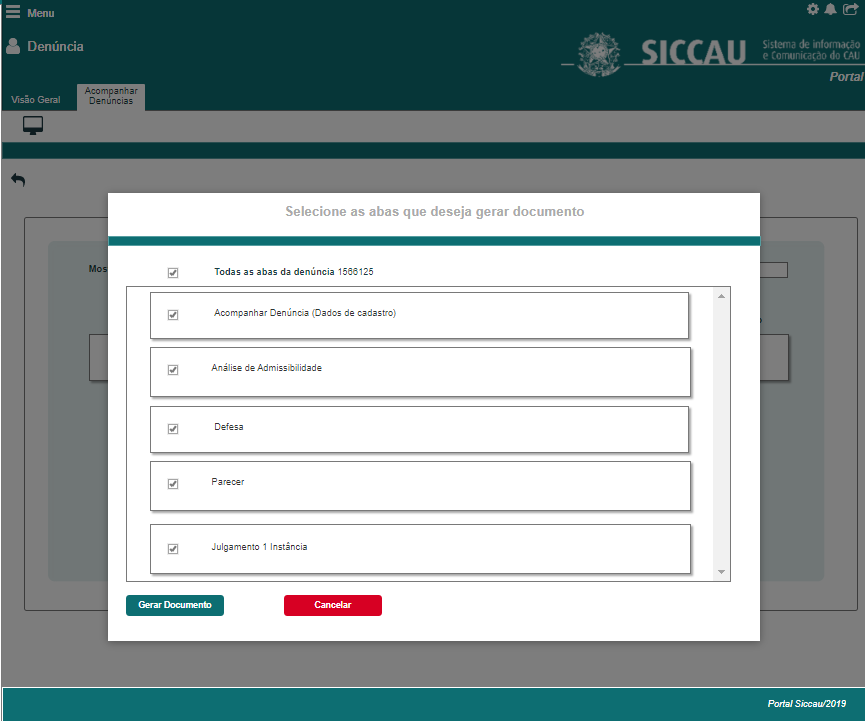 Menu
Denúncia
SICCAU
Sistema de informação
e Comunicação do CAU
Portal
Visão Geral
Acompanhar
Denúncias
Selecione as abas que deseja gerar documento
Mos
Todas as abas da denúncia 1566125
Acompanhar Denúncia (Dados de cadastro)
Análise de Admissibilidade
Defesa
Parecer
Julgamento 1 Instância
Gerar Documento
Cancelar
Portal Siccau/2019